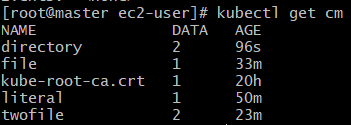 [root@master ec2-user]# kubectl get cm
NAME DATA AGE
directory 2 96s
file 1 33m
kube-root-ca.crt 1 20h
literal 1 50m
twofile 2 23m